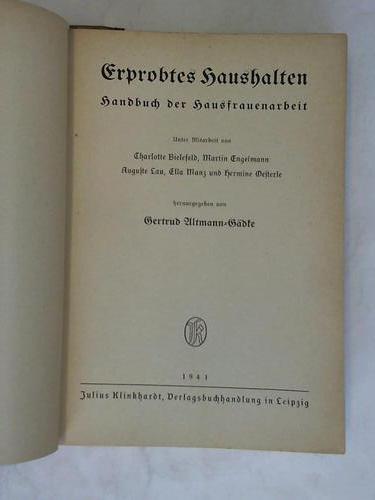 Erprobtes Haushalten
Handbuch der Hausfrauenarbeit
Unter Mitarbeit von
Charlotte Bielefeld, Martin Engelmann
Auguste Lau, Ella Manz und Hermine Oesterle
herausgegeben von
Gertrud Altmann-Gädke
JK
1941
Julius Klinkhardt, Verlagsbuchhandlung in Leipzig